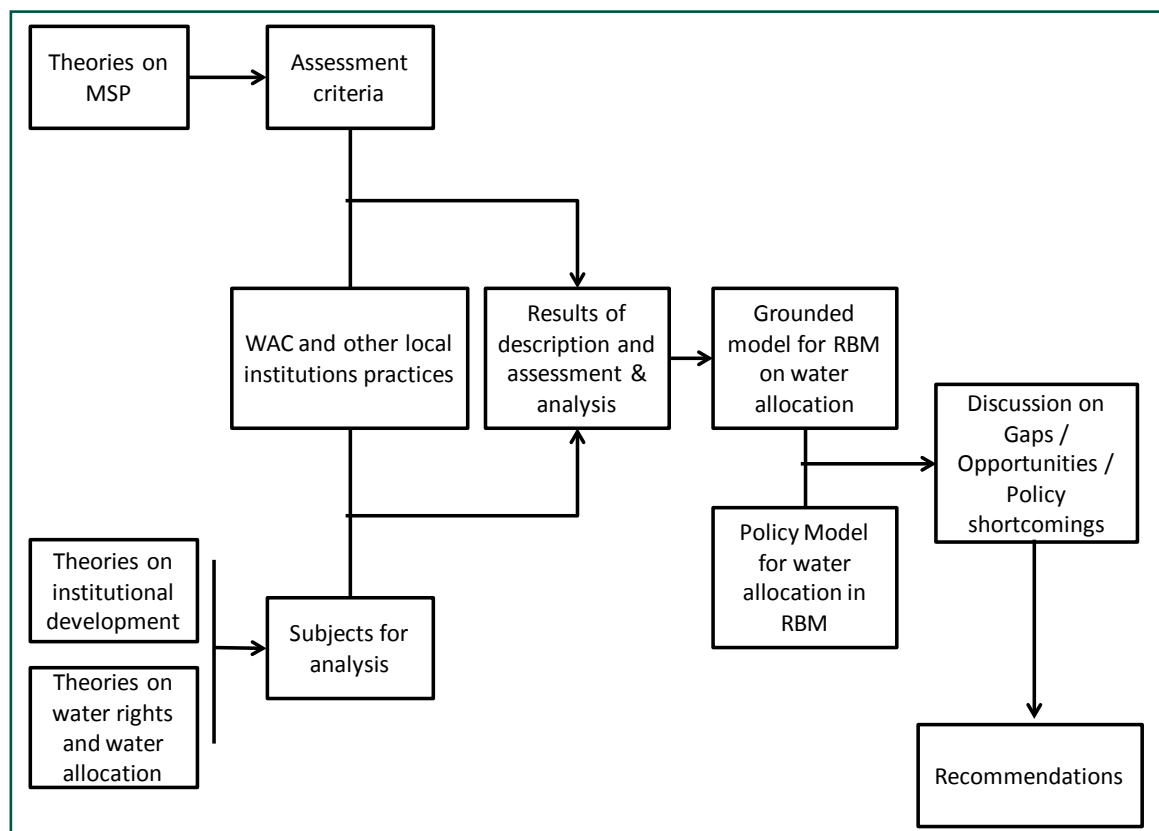 Theories on
MSP
Assessment
criteria
WAC and other local
institutions practices
Results of
description and
assessment &
analysis
Grounded
model for RBM
on water
allocation
Discussion on
Gaps /
Opportunities /
Policy
shortcomings
Policy Model
for water
allocation in
RBM
Theories on
institutional
development
Subjects for
analysis
Theories on
water rights
and water
allocation
Recommendations